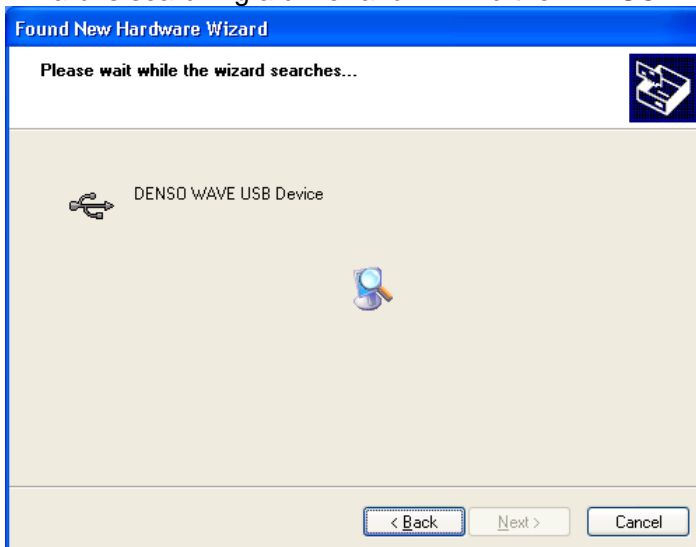 Found New Hardware Wizard
Please wait while the wizard searches...
DENSO WAVE USB Device
< Back
Next >
Cancel